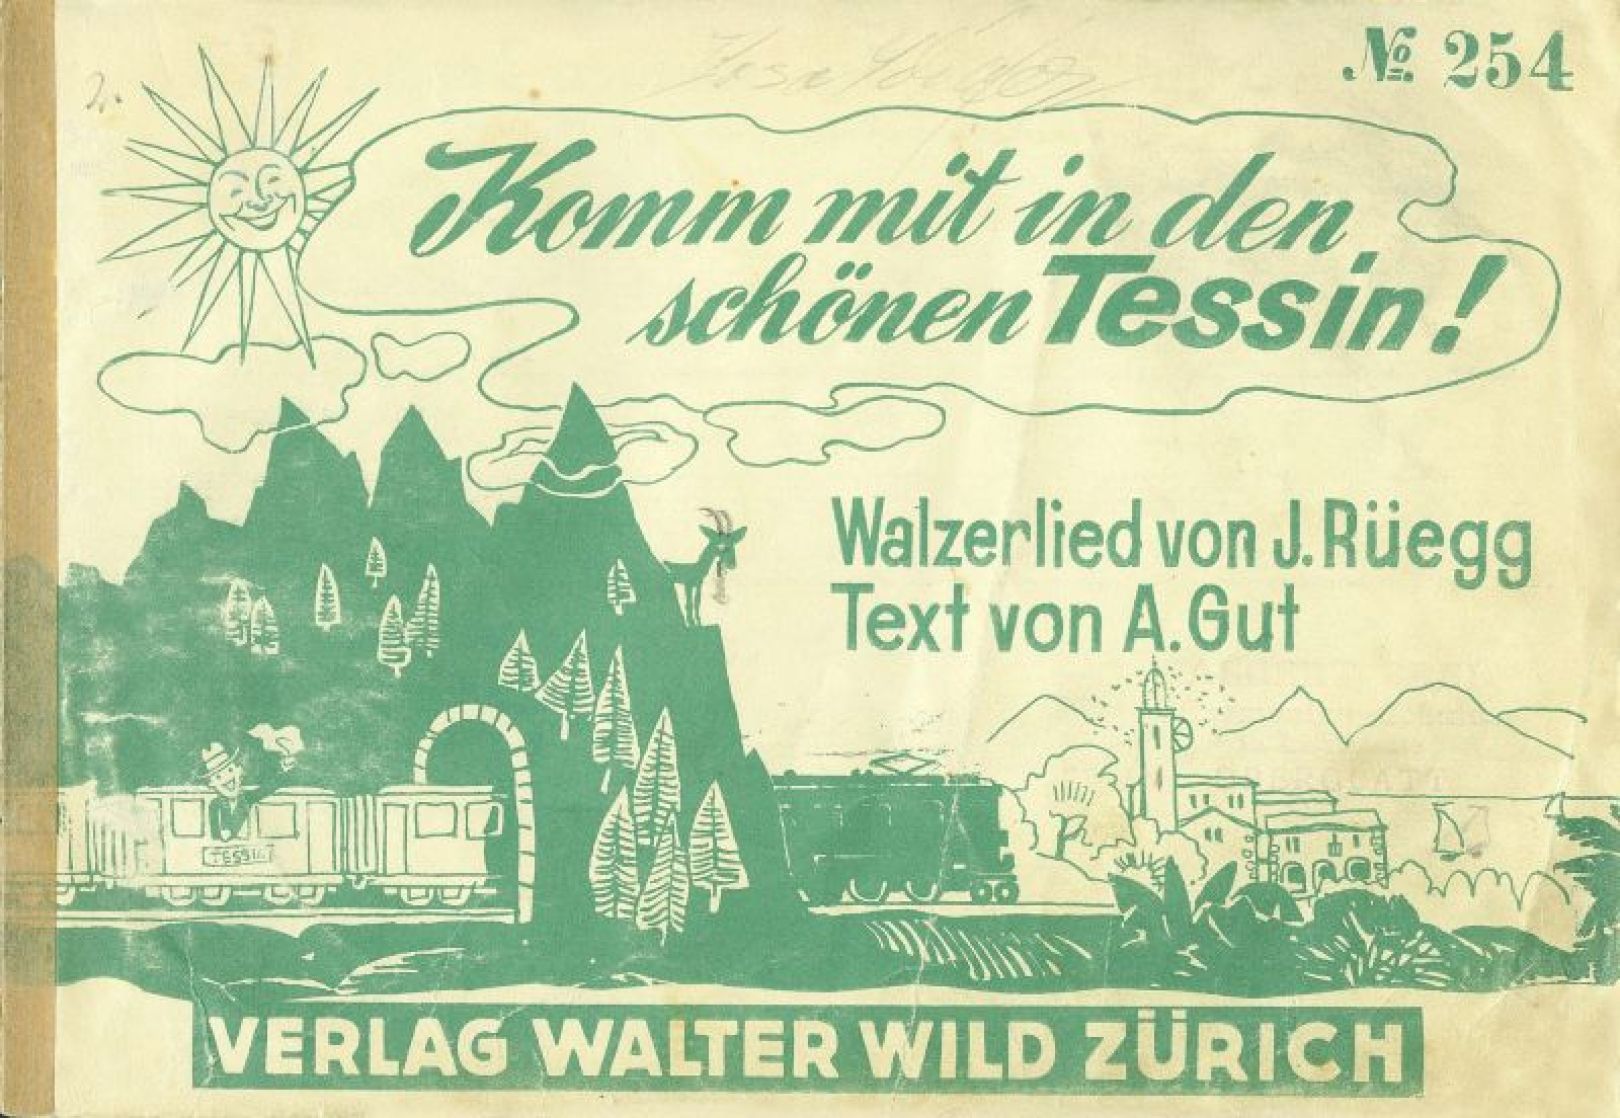 № 254
Komm mit in den
schönen Tessin!
Walzerlied von J. Rüegg
Text von A. Gut
TESSIN
VERLAG WALTER WILD ZÜRICH